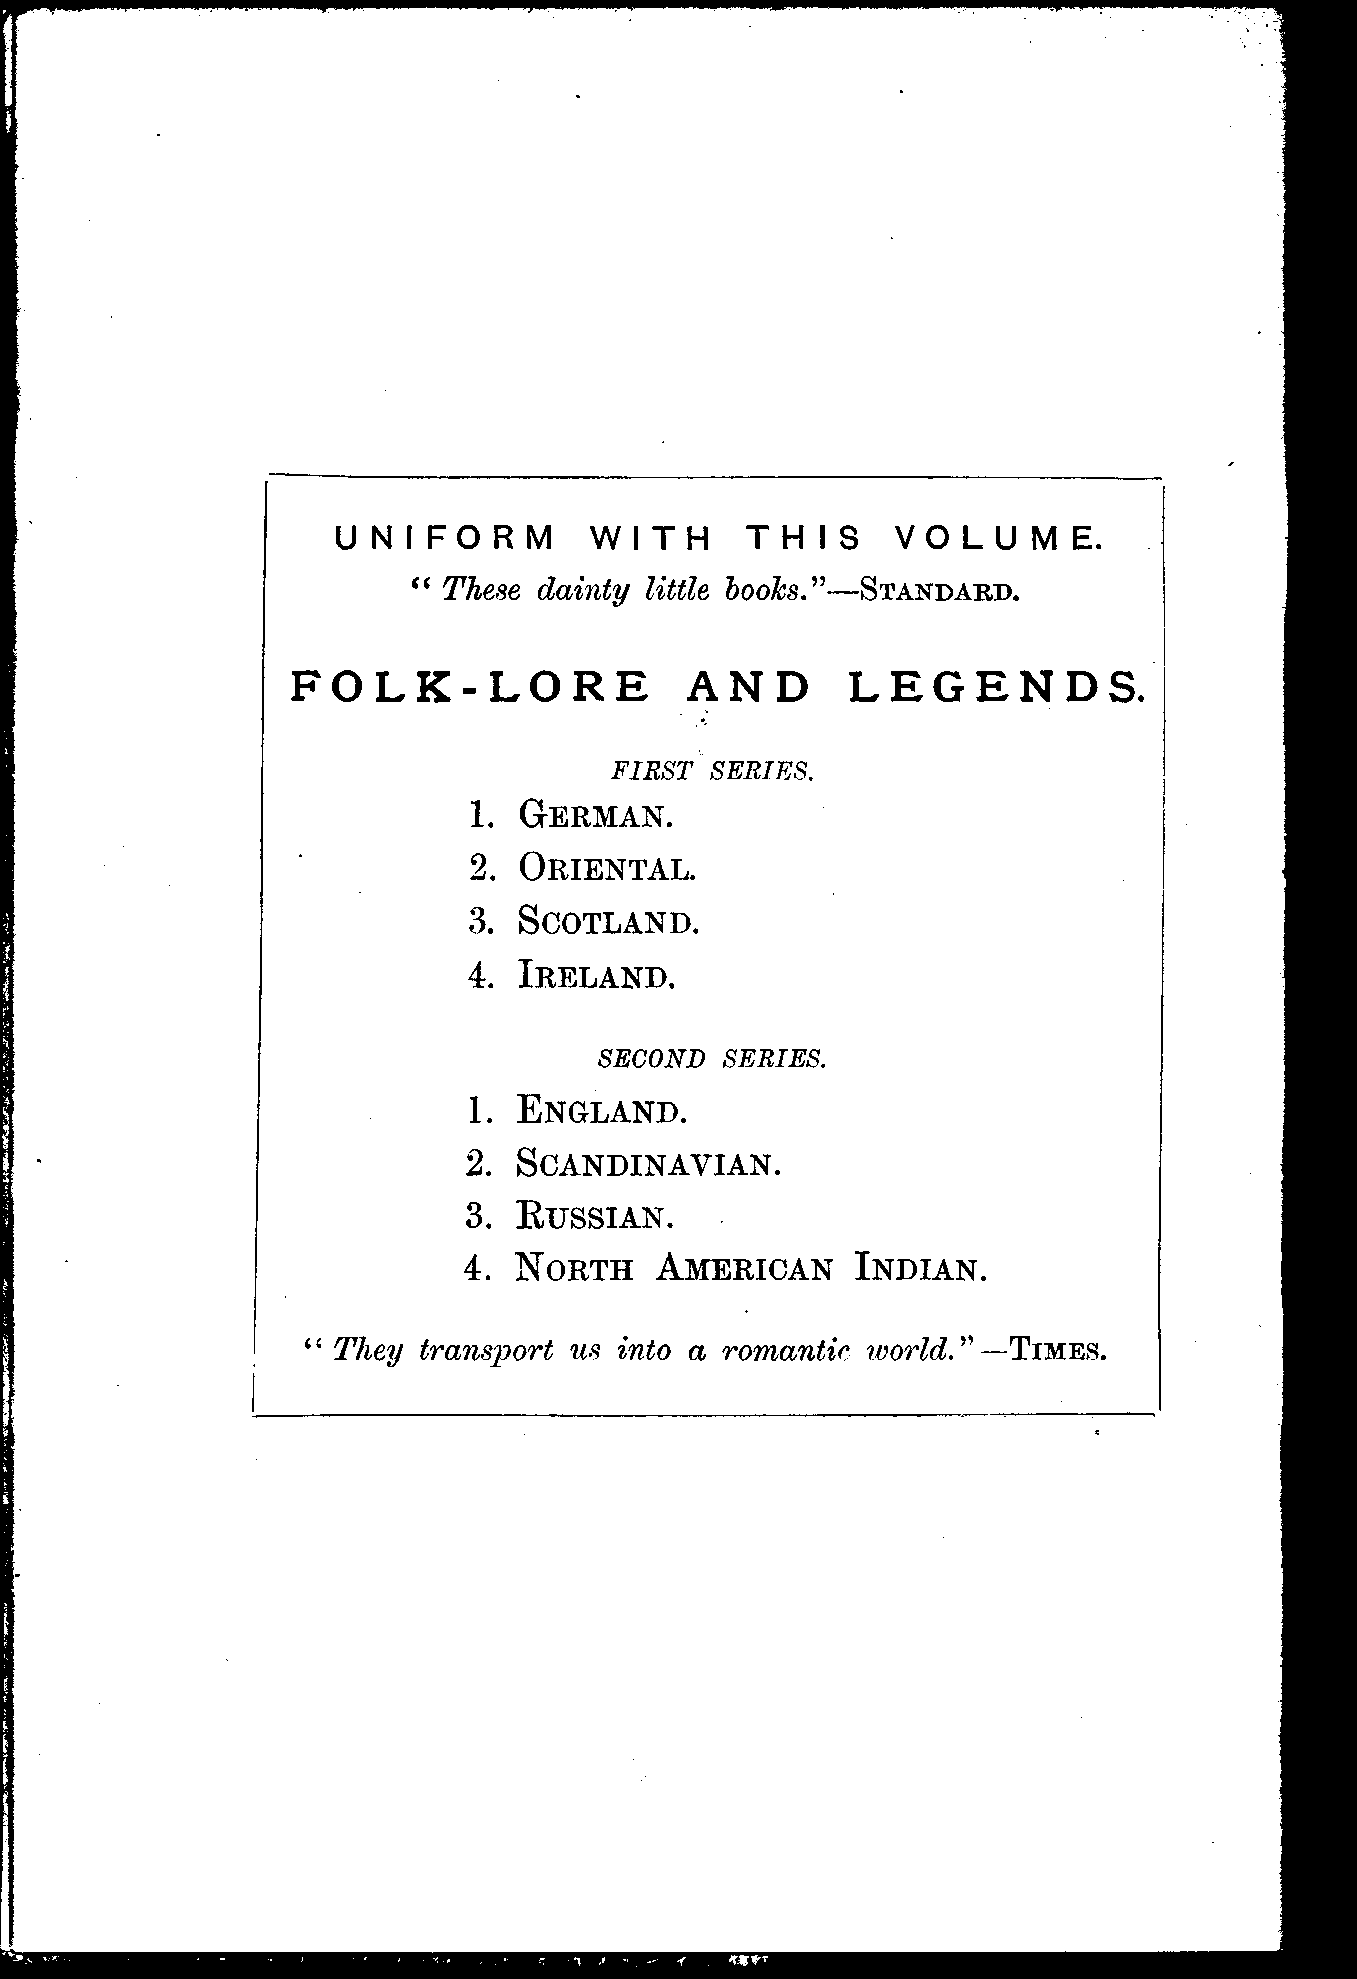 UNIFORM WITH THIS VOLUME.
“These dainty little books.”—STANDARD.
FOLK-LORE AND LEGENDS.
FIRST SERIES.
1. GERMAN.
2. ORIENTAL.
3. SCOTLAND.
4. IRELAND.
SECOND SERIES.
1. ENGLAND.
2. SCANDINAVIAN.
3. RUSSIAN.
4. NORTH AMERICAN INDIAN.
“They transport us into a romantic world.”—TIMES.